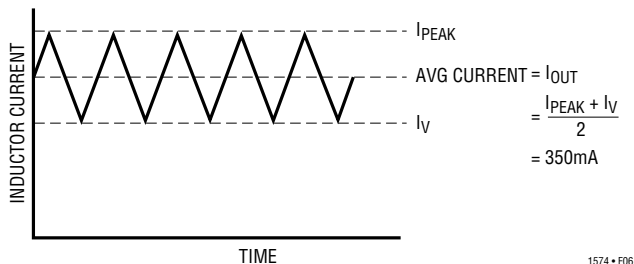 INDUCTOR CURRENT
IPEAK
AVG CURRENT = IOUT
IV
= IPEAK + IV
2
= 350mA
TIME
1574 • F06